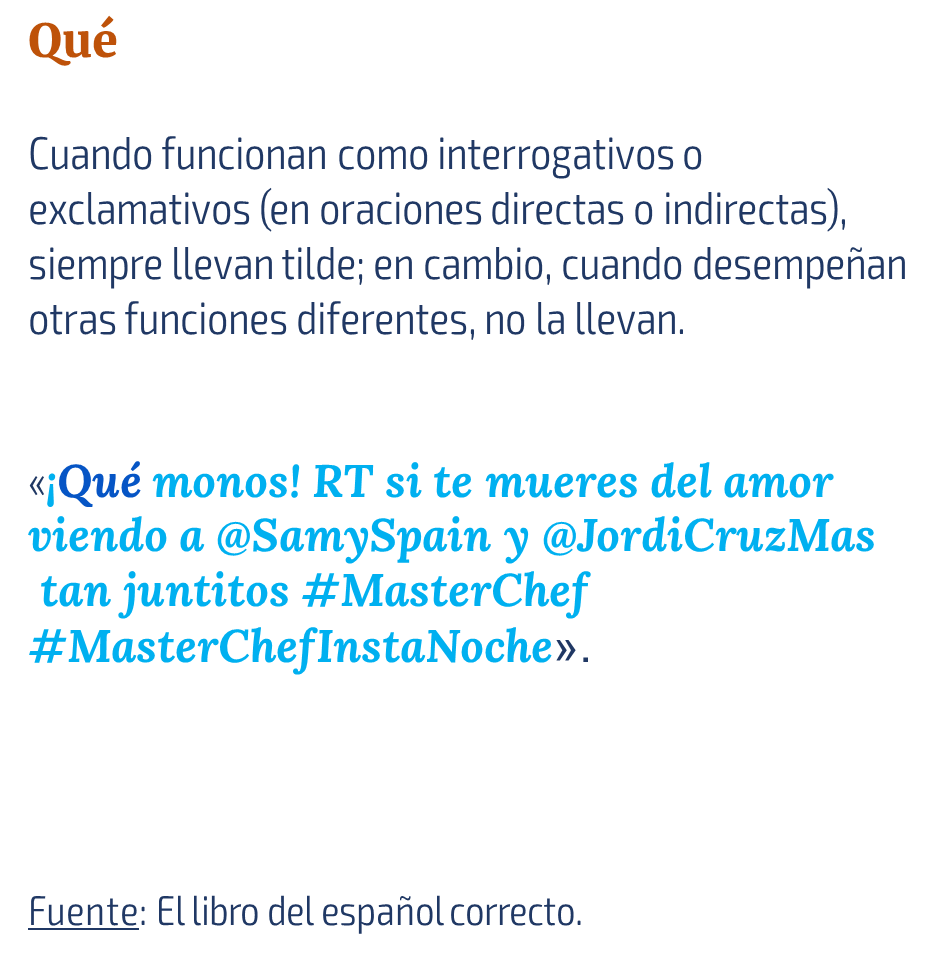 Qué
Cuando funcionan como interrogativos o
exclamativos (en oraciones directas o indirectas),
siempre llevan tilde; en cambio, cuando desempeñan
otras funciones diferentes, no la llevan.
«¡Qué monos! RT si te mueres del amor
viendo a @SamySpain y @JordiCruzMas
tan juntitos #MasterChef
#MasterChefInstaNoche».
Fuente: El libro del español correcto.